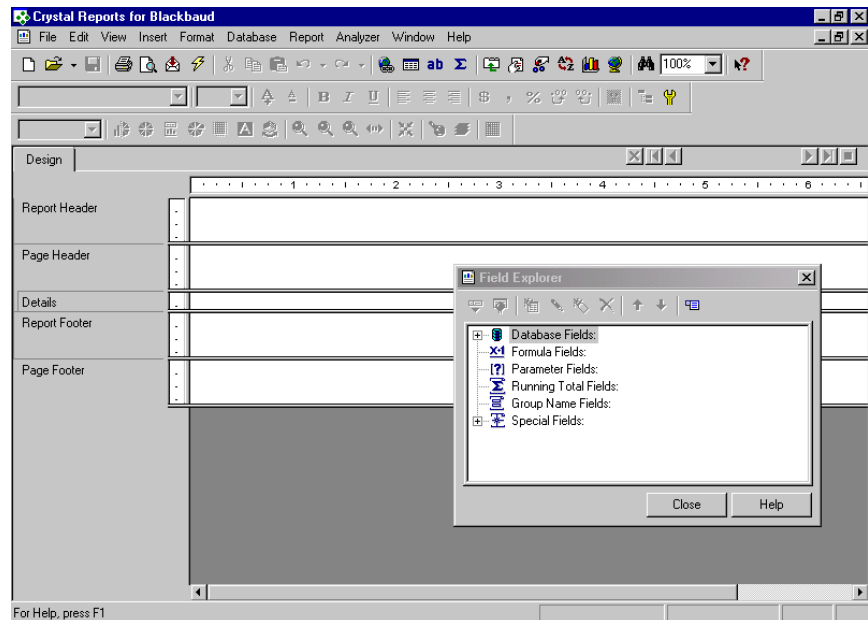 Crystal Reports for Blackbaud
File Edit View Insert Format Database Report Analyzer Window Help
ab Σ 100%
B I U $ , %
A
Design
1 2 3 4 5 6
Report Header
Page Header
Details
Report Footer
Page Footer
Field Explorer
Database Fields:
X+1 Formula Fields:
[?] Parameter Fields:
Σ Running Total Fields:
Group Name Fields:
Special Fields:
Close Help
For Help, press F1